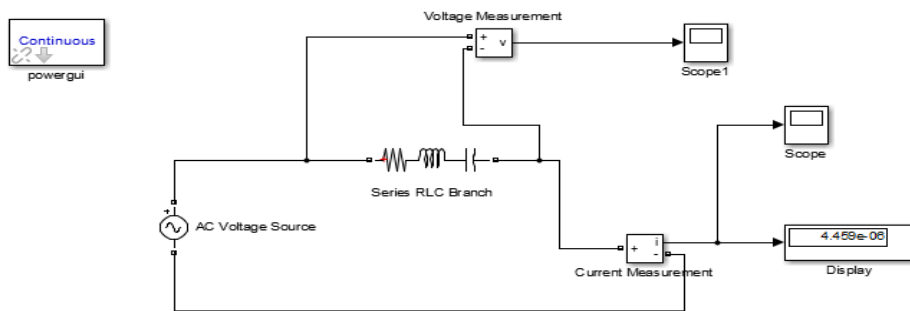 Voltage Measurement
Continuous
powergui
+
-
v
Scope1
Scope
Series RLC Branch
+
AC Voltage Source
+
i
-
4.459e-06
Current Measurement
Display